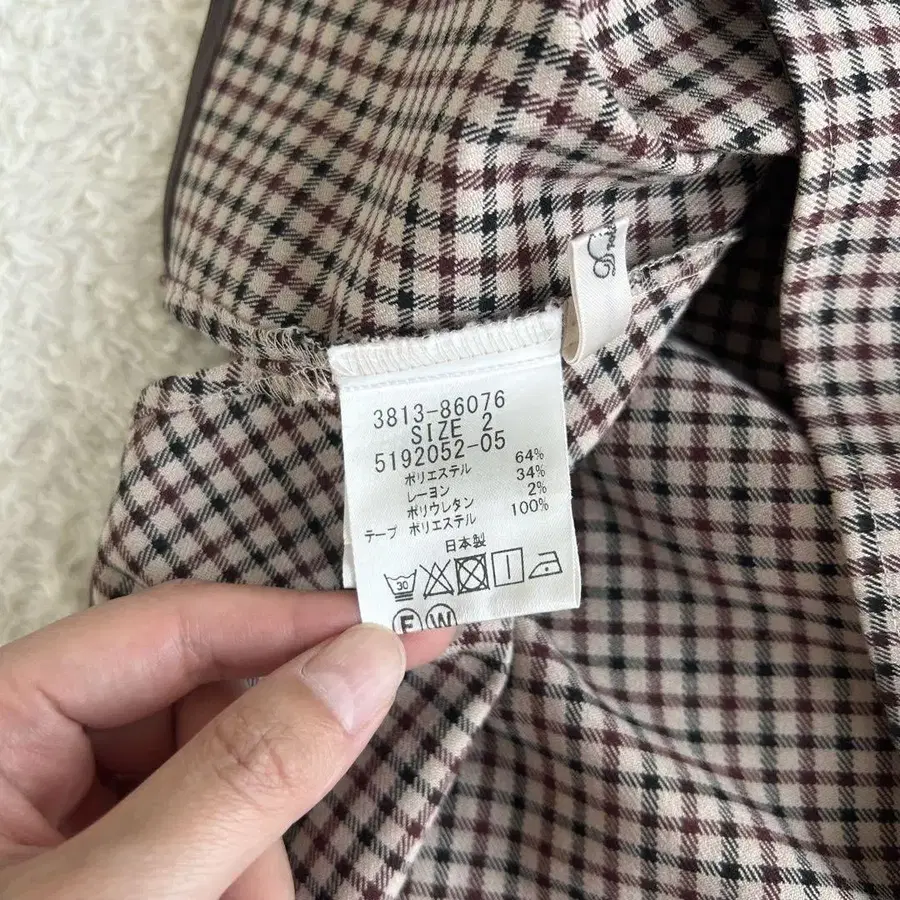 3813-86076
SIZE 2
5192052-05
ポリエステル 64%
レーヨン 34%
ポリウレタン 2%
テープ ポリエステル 100%
日本製
30
F W